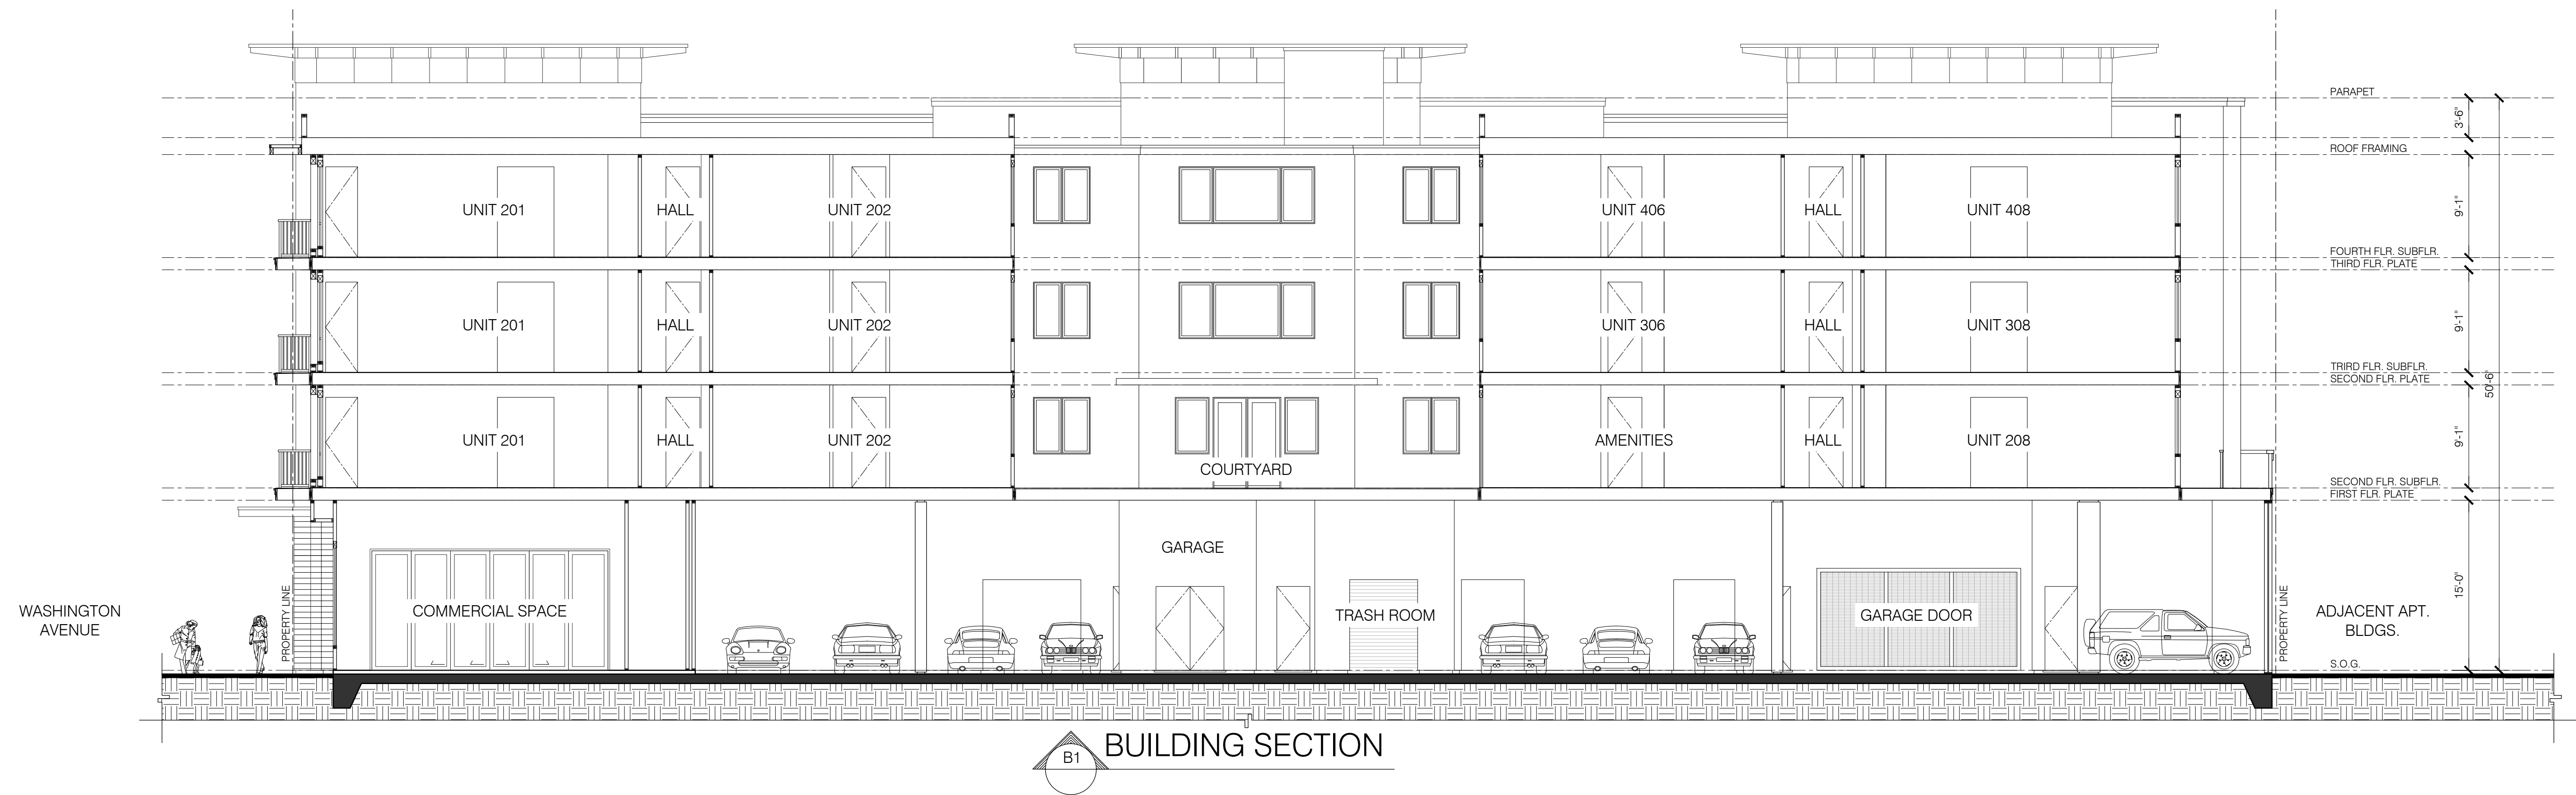 PARAPET
3'-6"
ROOF FRAMING
UNIT 201
HALL
UNIT 202
UNIT 406
HALL
UNIT 408
9'-1"
FOURTH FLR. SUBFLR.
THIRD FLR. PLATE
UNIT 201
HALL
UNIT 202
UNIT 306
HALL
UNIT 308
9'-1"
TRIRD FLR. SUBFLR.
SECOND FLR. PLATE
50'-6"
UNIT 201
HALL
UNIT 202
COURTYARD
AMENITIES
HALL
UNIT 208
9'-1"
SECOND FLR. SUBFLR.
FIRST FLR. PLATE
GARAGE
WASHINGTON
AVENUE
PROPERTY LINE
COMMERCIAL SPACE
TRASH ROOM
GARAGE DOOR
PROPERTY LINE
ADJACENT APT.
BLDGS.
15'-0"
S.O.G.
B1
BUILDING SECTION